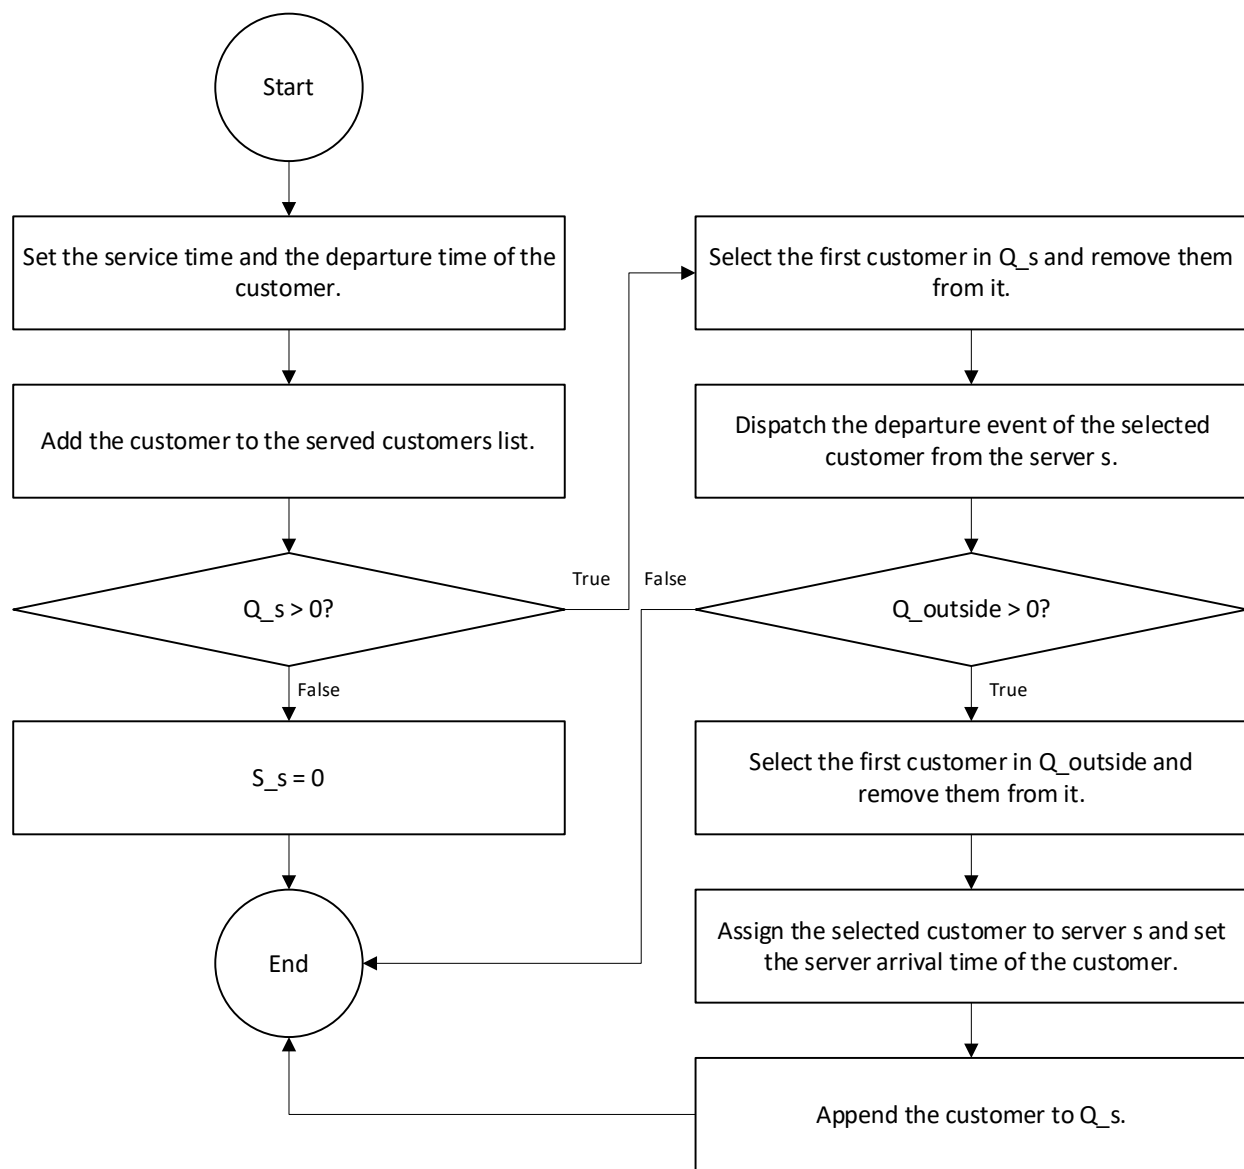 Start
Set the service time and the departure time of the
customer.
Add the customer to the served customers list.
Q_s > 0?
True
False
S_s = 0
End
Select the first customer in Q_s and remove them
from it.
Dispatch the departure event of the selected
customer from the server s.
Q_outside > 0?
False
True
Select the first customer in Q_outside and
remove them from it.
Assign the selected customer to server s and set
the server arrival time of the customer.
Append the customer to Q_s.